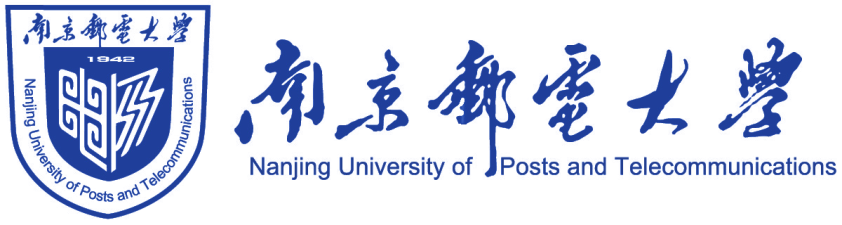 南京郵電大學
1942
Nanjing University of Posts and Telecommunications
南京郵電大學
Nanjing University of Posts and Telecommunications